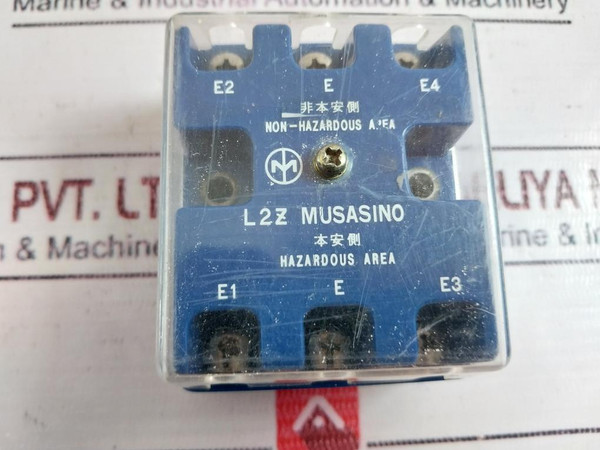 Marine & Industrial Automation & Machinery
E2 E E4
非本安側
NON-HAZARDOUS A EA
PVT. LT
LIYA M
L2Z MUSASINO
& Machine
rine & In
本安側
HAZARDOUS AREA
E1 E E3